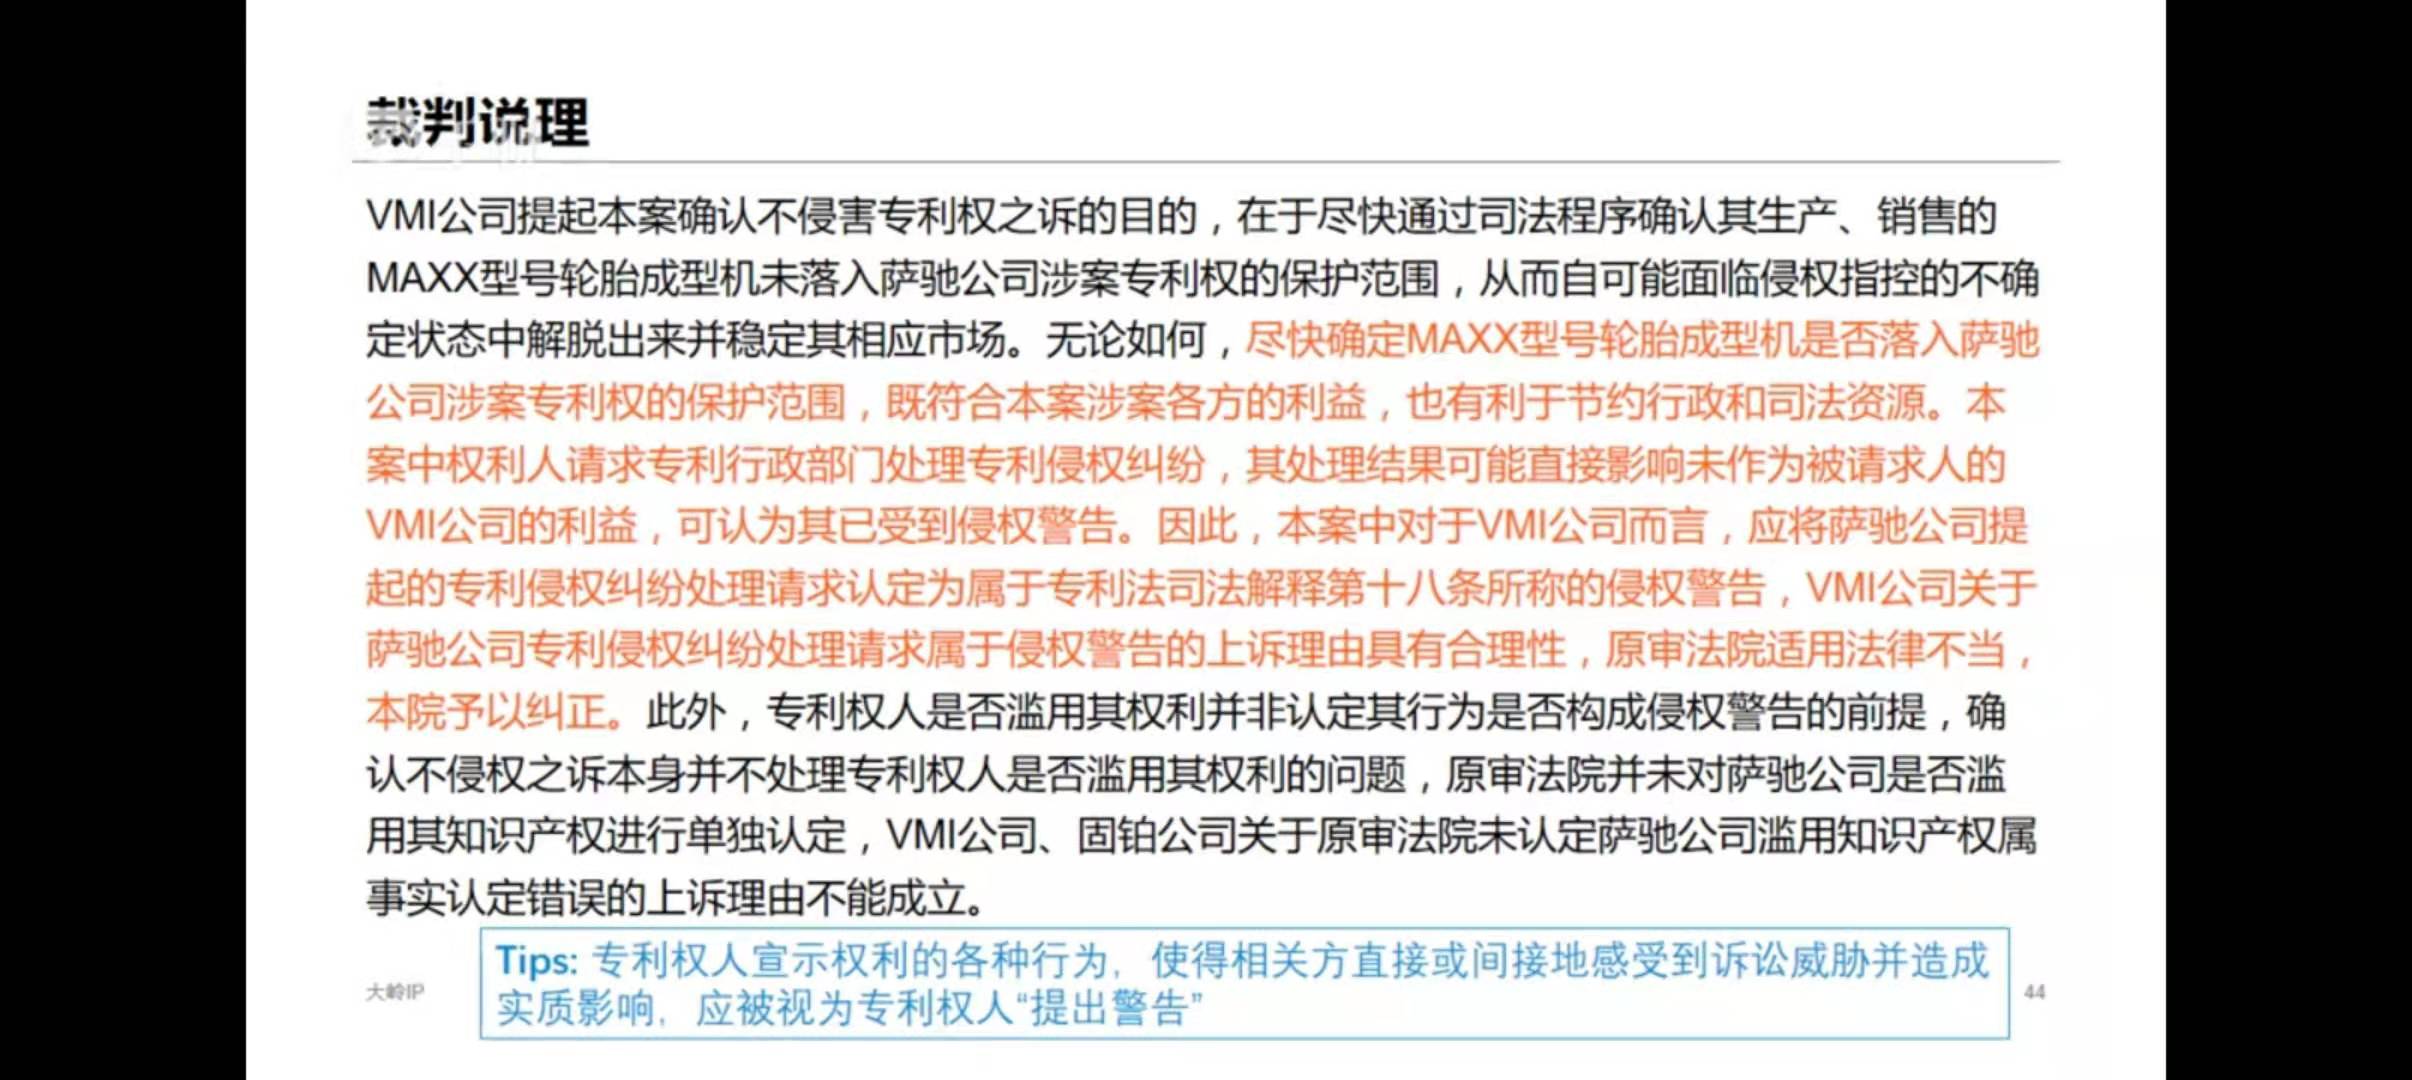 裁判说理
VMI公司提起本案确认不侵害专利权之诉的目的，在于尽快通过司法程序确认其生产、销售的
MAXX型号轮胎成型机未落入萨驰公司涉案专利权的保护范围，从而自可能面临侵权指控的不确
定状态中解脱出来并稳定其相应市场。无论如何，尽快确定MAXX型号轮胎成型机是否落入萨驰
公司涉案专利权的保护范围，既符合本案涉案各方的利益，也有利于节约行政和司法资源。本
案中权利人请求专利行政部门处理专利侵权纠纷，其处理结果可能直接影响未作为被请求人的
VMI公司的利益，可认为其已受到侵权警告。因此，本案中对于VMI公司而言，应将萨驰公司提
起的专利侵权纠纷处理请求认定为属于专利法司法解释第十八条所称的侵权警告，VMI公司关于
萨驰公司专利侵权纠纷处理请求属于侵权警告的上诉理由具有合理性，原审法院适用法律不当，
本院予以纠正。此外，专利权人是否滥用其权利并非认定其行为是否构成侵权警告的前提，确
认不侵权之诉本身并不处理专利权人是否滥用其权利的问题，原审法院并未对萨驰公司是否滥
用其知识产权进行单独认定，VMI公司、固铂公司关于原审法院未认定萨驰公司滥用知识产权属
事实认定错误的上诉理由不能成立。
Tips: 专利权人宣示权利的各种行为，使得相关方直接或间接地感受到诉讼威胁并造成
实质影响，应被视为专利权人“提出警告”
大岭IP
44